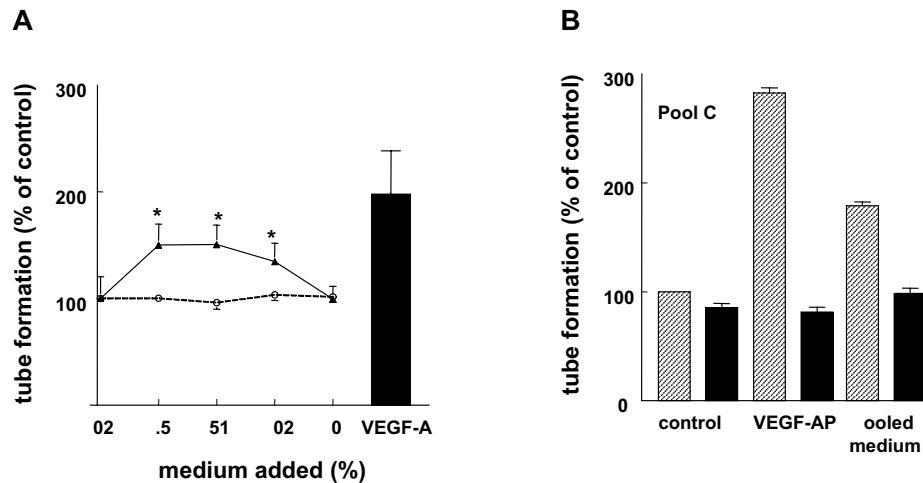 A
tube formation (% of control)
300
200
100
*
*
*
02 .5 51 02 0 VEGF-A
medium added (%)
B
tube formation (% of control)
300
200
100
0
Pool C
control VEGF-AP ooled
medium